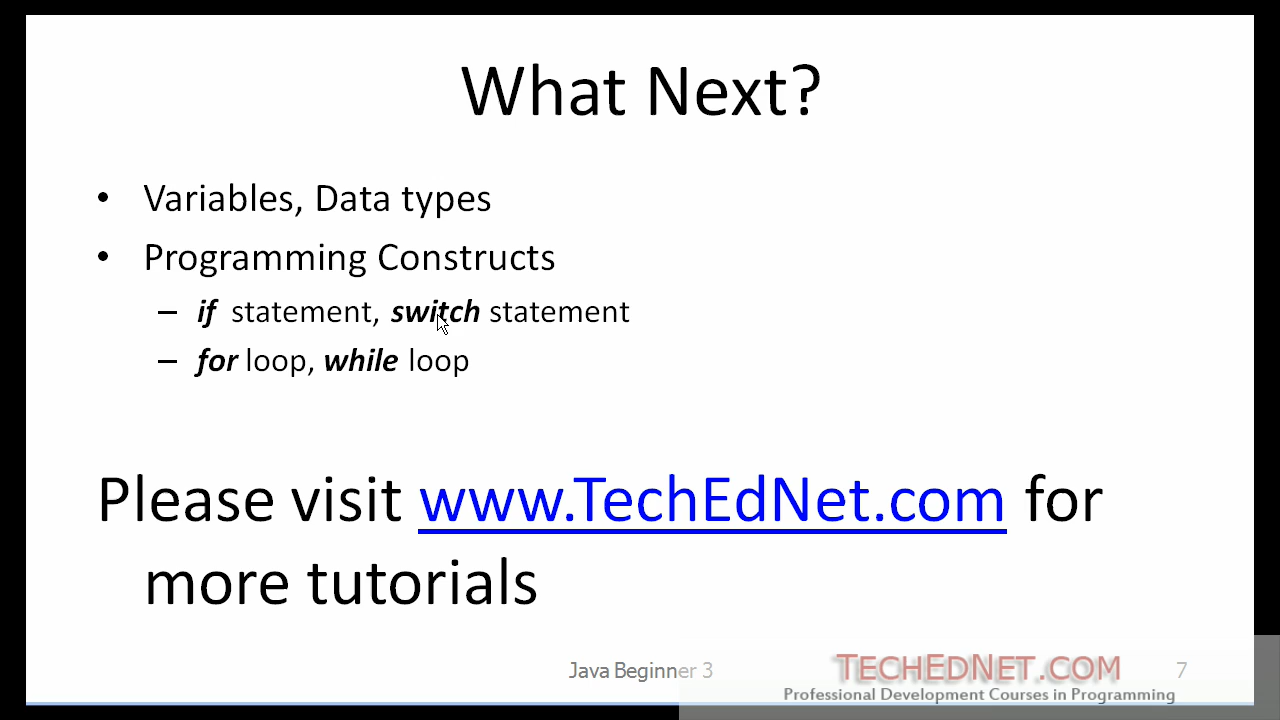 What Next?
• Variables, Data types
• Programming Constructs
– if statement, switch statement
– for loop, while loop
Please visit www.TechEdNet.com for
more tutorials
Java Beginner 3
TECHEDNET.COM
7
Professional Development Courses in Programming